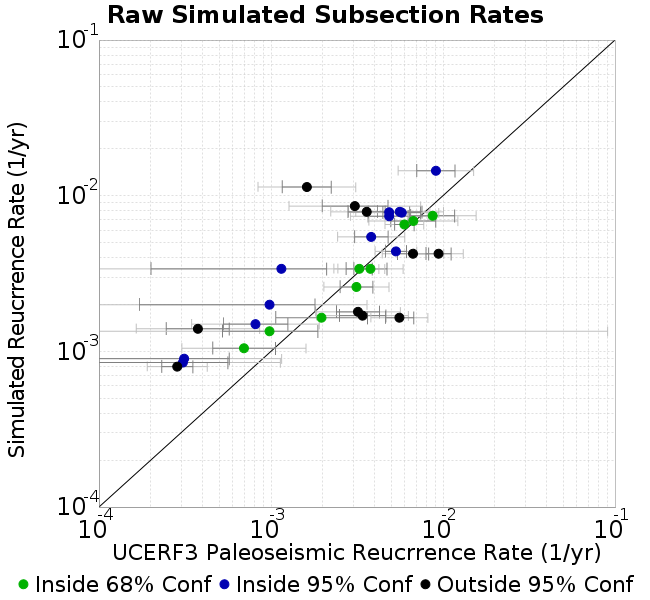 Raw Simulated Subsection Rates
10-1
10-2
10-3
10-4
Simulated Reucrrence Rate (1/yr)
10-4 10-3 10-2 10-1
UCERF3 Paleoseismic Reucrrence Rate (1/yr)
Inside 68% Conf Inside 95% Conf Outside 95% Conf